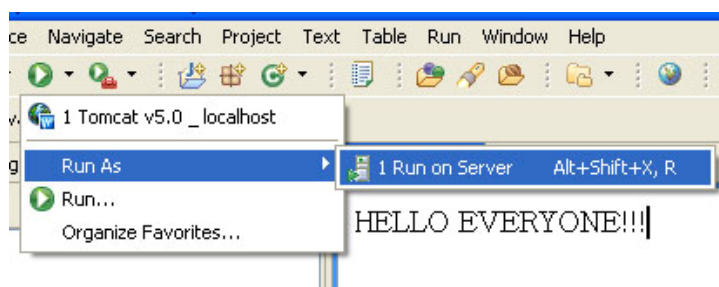 ce Navigate Search Project Text Table Run Window Help
1 Tomcat v5.0 _ localhost
Run As
1 Run on Server Alt+Shift+X, R
Run...
HELLO EVERYONE!!!
Organize Favorites...